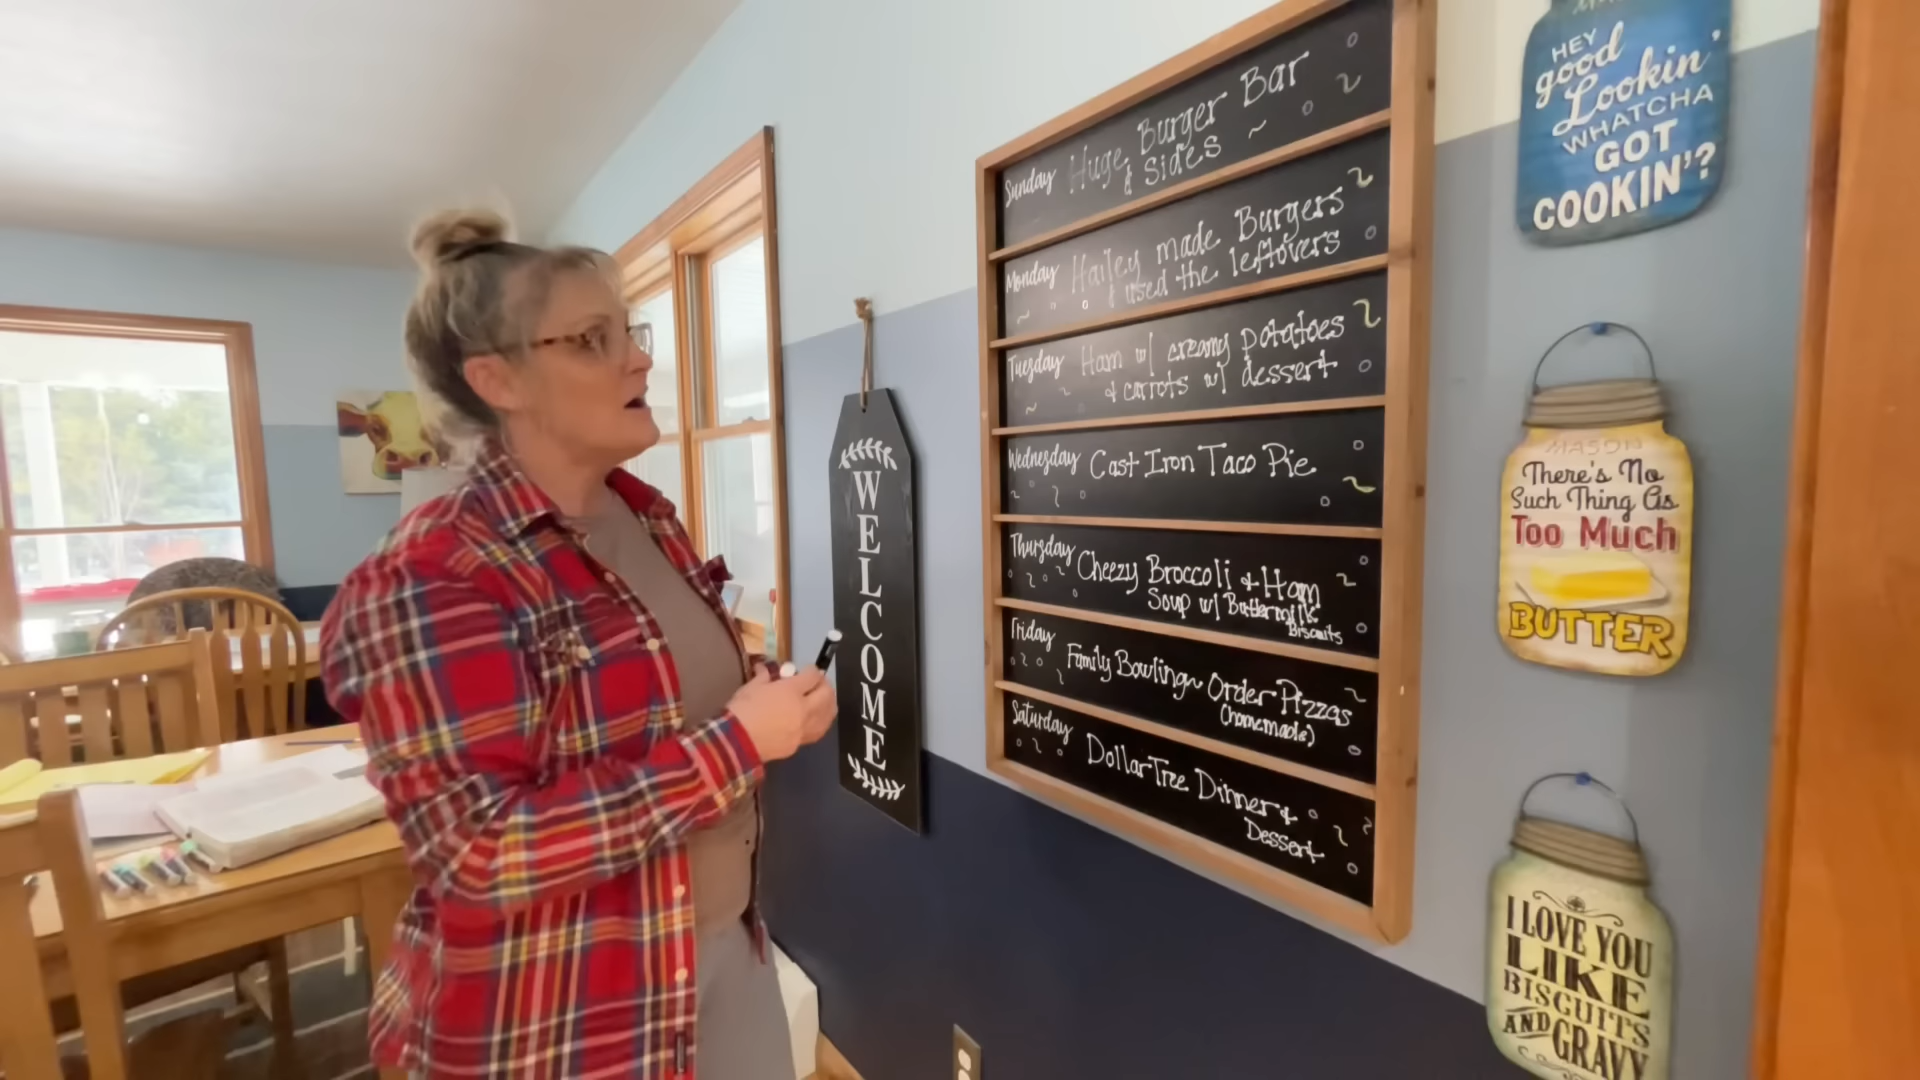 WELCOME
Sunday Huge Burger Bar
& Sides ~
Monday Hailey made Burgers
& used the leftovers
Tuesday Ham w/ creamy potatoes
& carrots w/ dessert
Wednesday Cast Iron Taco Pie
Thursday Cheezy Broccoli & Ham
Soup w/ Buttermilk
Biscuits
Friday Family Bowling~ Order Pizzas
(homemade)
Saturday Dollar Tree Dinner &
Dessert
HEY
good
Lookin'
WHATCHA
GOT
COOKIN'?
MASON
There's No
Such Thing As
Too Much
BUTTER
I LOVE YOU
LIKE
BISCUITS
AND GRAVY